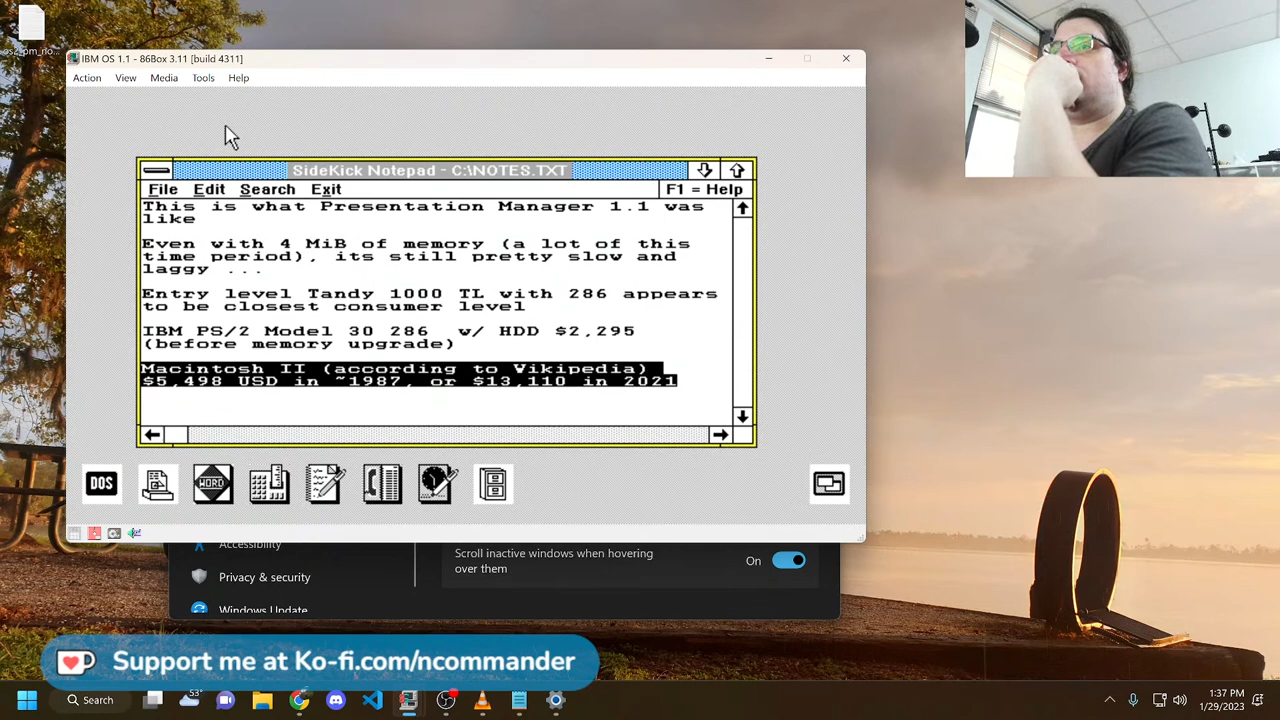 os2_pm_no...
IBM OS 1.1 - 86Box 3.11 [build 4311]
Action View Media Tools Help
SideKick Notepad - C:\NOTES.TXT
File Edit Search Exit F1 = Help
This is what Presentation Manager 1.1 was
like
Even with 4 MiB of memory (a lot of this
time period), its still pretty slow and
laggy ...
Entry level Tandy 1000 TL with 286 appears
to be closest consumer level
IBM PS/2 Model 30 286 w/ HDD $2,295
(before memory upgrade)
Macintosh II (according to Wikipedia)
$5,498 USD in ~1987, or $13,110 in 2021
DOS
WORD
Accessibility
Privacy & security
Windows Update
Scroll inactive windows when hovering
over them
On
Support me at Ko-fi.com/ncommander
Search
53°
1:37 PM
1/29/2023